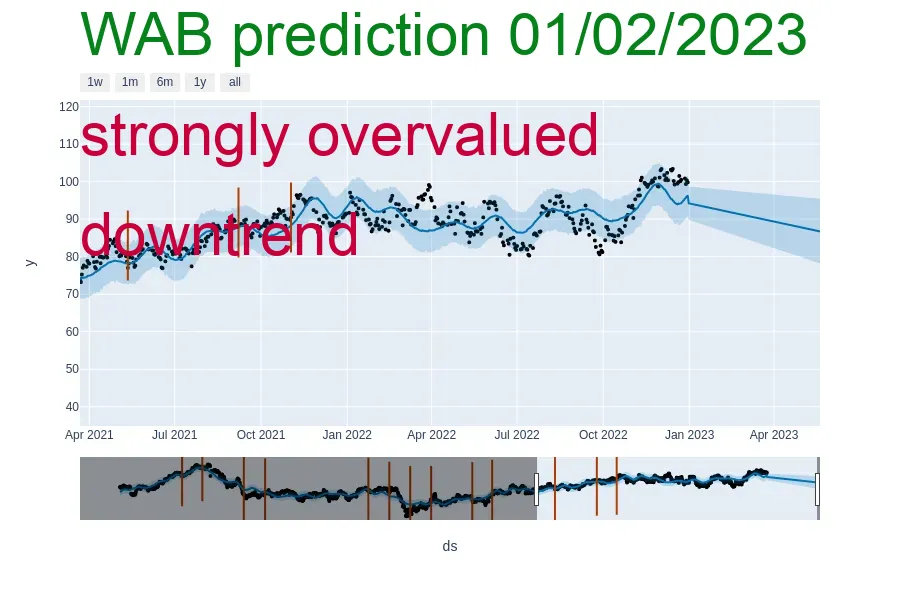 WAB prediction 01/02/2023
1w 1m 6m 1y all
strongly overvalued
downtrend
120
110
100
90
80
70
60
50
40
y
Apr 2021 Jul 2021 Oct 2021 Jan 2022 Apr 2022 Jul 2022 Oct 2022 Jan 2023 Apr 2023
ds